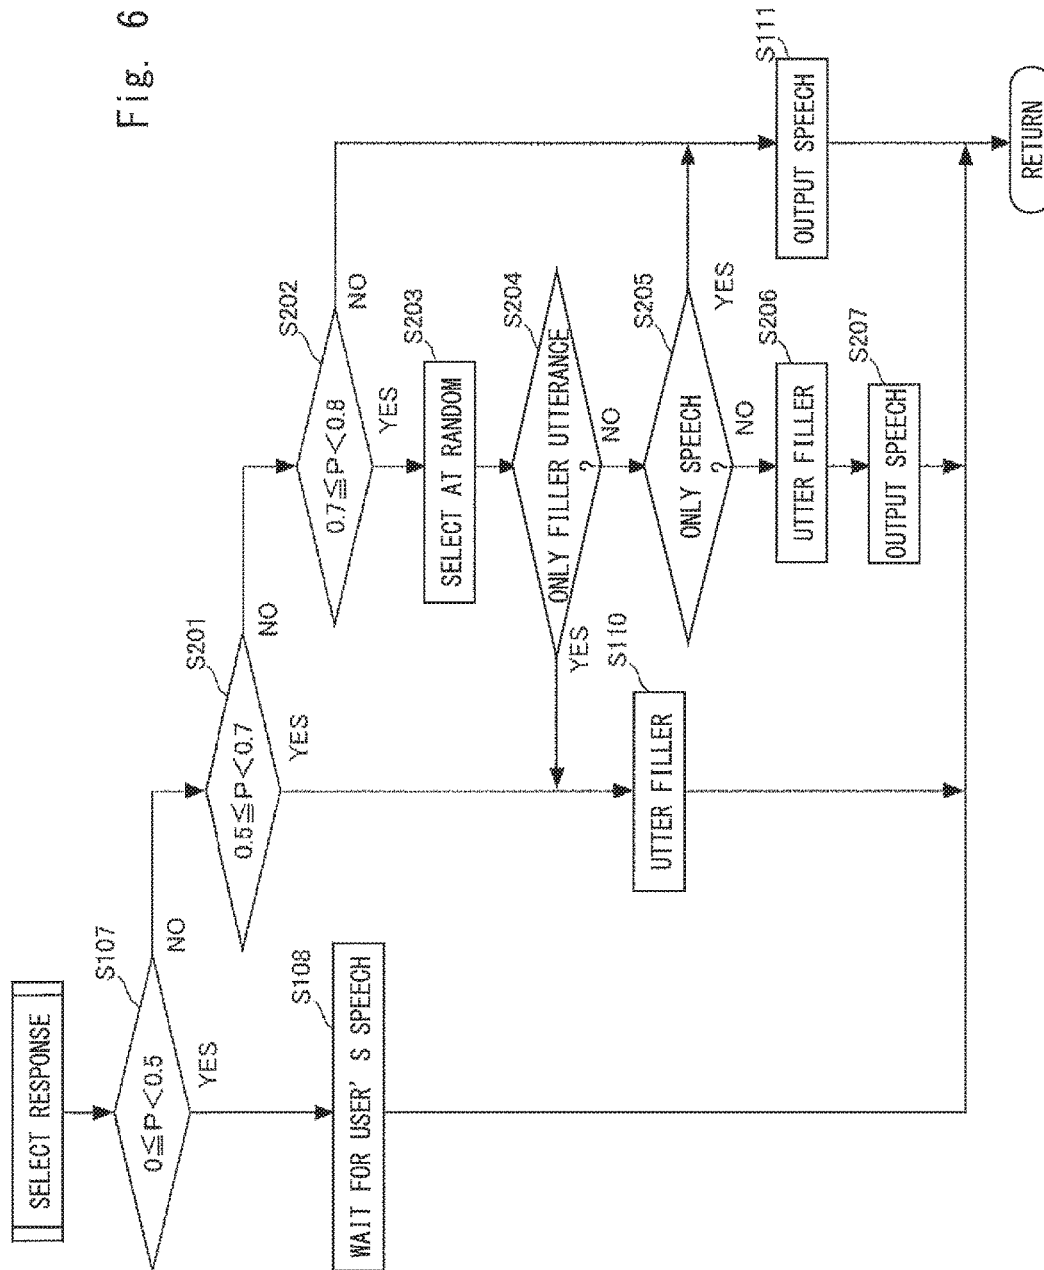 Fig. 6
SELECT RESPONSE
S107
0≦P<0.5
NO
YES
S108
WAIT FOR USER' S SPEECH
S201
0.5≦P<0.7
NO
YES
S110
UTTER FILLER
S202
0.7≦P<0.8
NO
YES
S203
SELECT AT RANDOM
S204
ONLY FILLER UTTERANCE
?
YES
NO
S205
ONLY SPEECH
?
YES
NO
S206
UTTER FILLER
S207
OUTPUT SPEECH
S111
OUTPUT SPEECH
RETURN